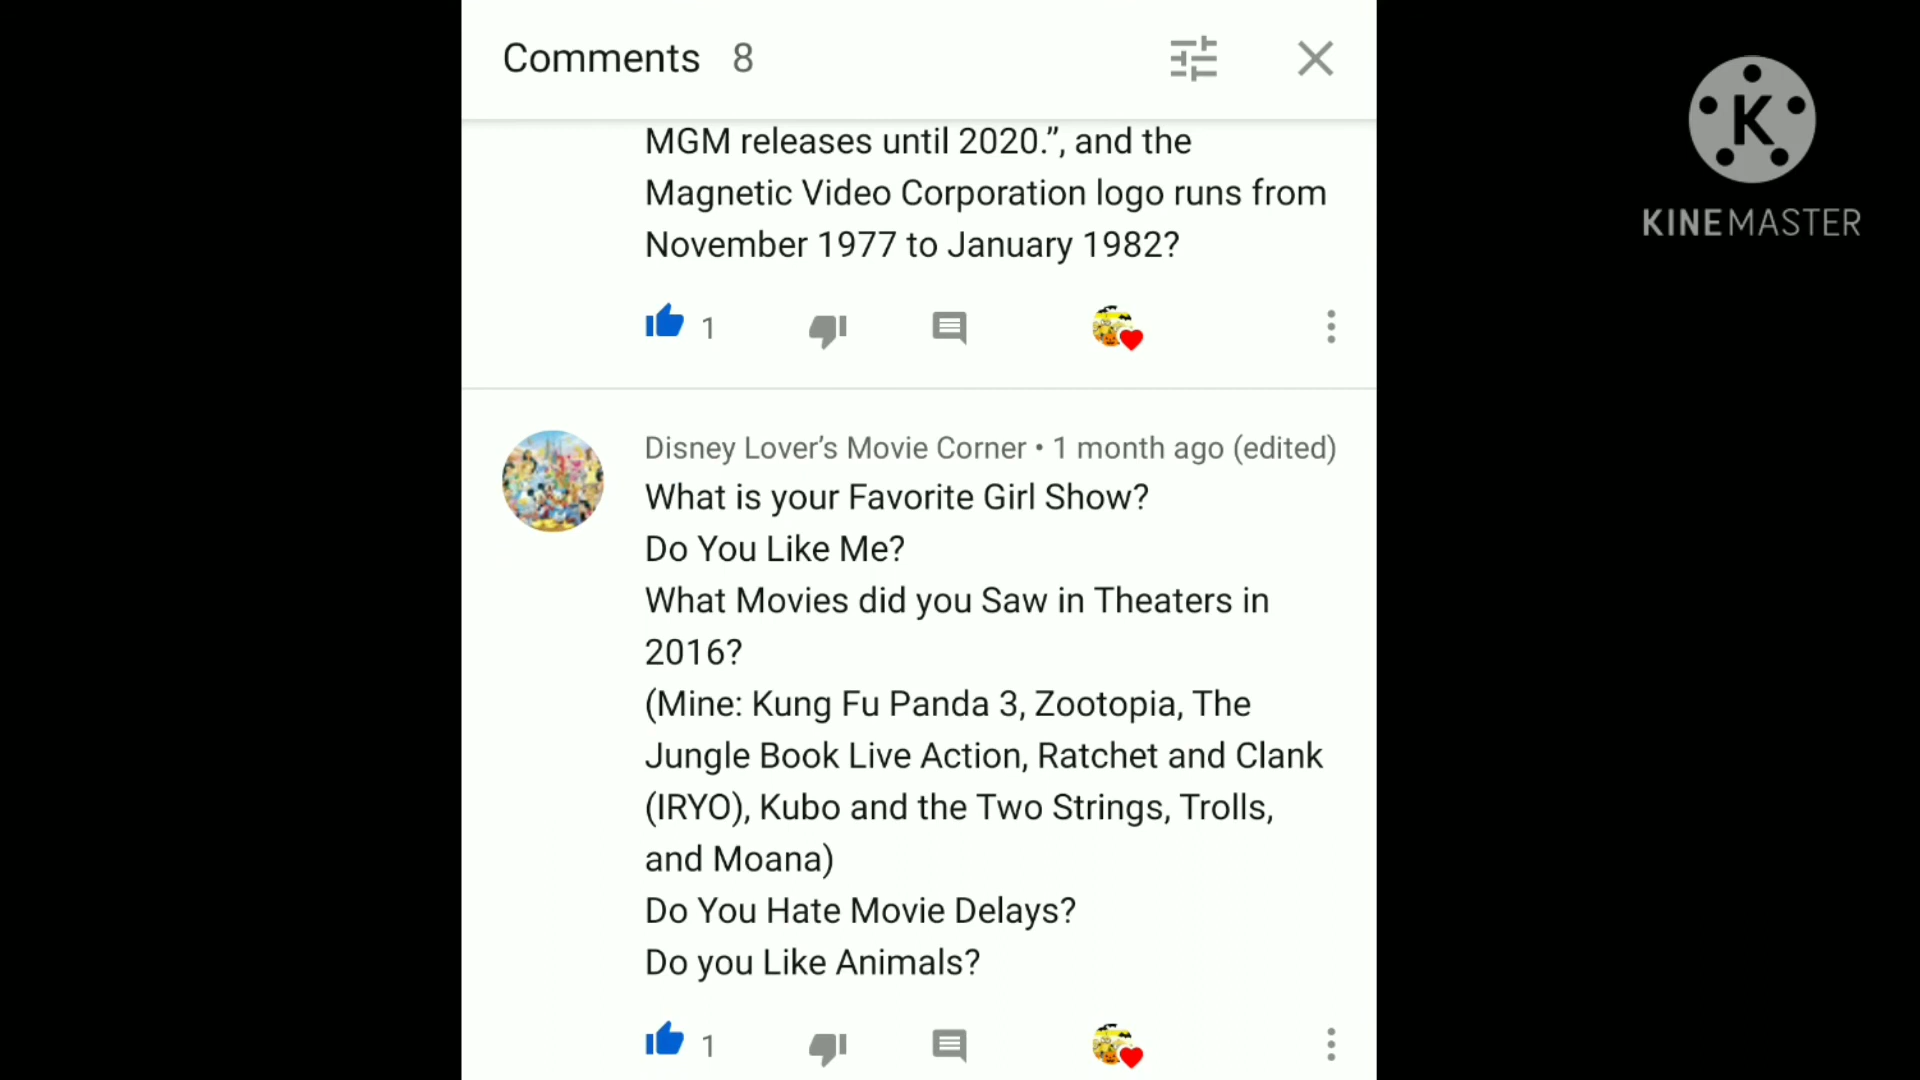 Comments 8
MGM releases until 2020.”, and the
Magnetic Video Corporation logo runs from
November 1977 to January 1982?
1
Disney Lover’s Movie Corner • 1 month ago (edited)
What is your Favorite Girl Show?
Do You Like Me?
What Movies did you Saw in Theaters in
2016?
(Mine: Kung Fu Panda 3, Zootopia, The
Jungle Book Live Action, Ratchet and Clank
(IRYO), Kubo and the Two Strings, Trolls,
and Moana)
Do You Hate Movie Delays?
Do you Like Animals?
1
K
KINEMASTER